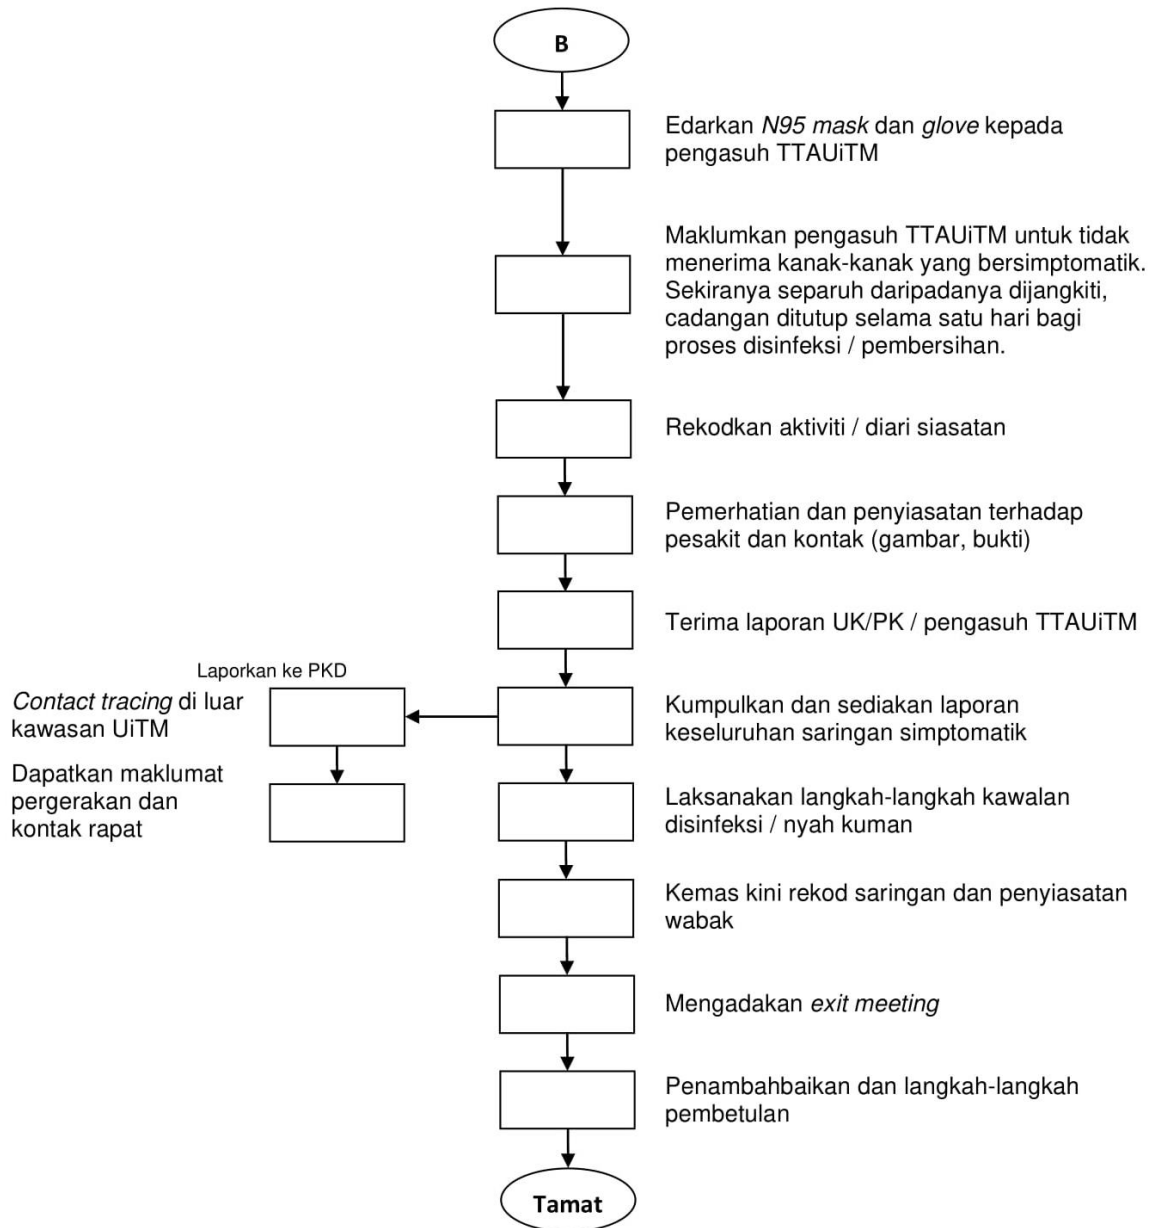 B
Edarkan N95 mask dan glove kepada
pengasuh TTAUiTM
Maklumkan pengasuh TTAUiTM untuk tidak
menerima kanak-kanak yang bersimptomatik.
Sekiranya separuh daripadanya dijangkiti,
cadangan ditutup selama satu hari bagi
proses disinfeksi / pembersihan.
Rekodkan aktiviti / diari siasatan
Pemerhatian dan penyiasatan terhadap
pesakit dan kontak (gambar, bukti)
Terima laporan UK/PK / pengasuh TTAUiTM
Laporkan ke PKD
Contact tracing di luar
kawasan UiTM
Kumpulkan dan sediakan laporan
keseluruhan saringan simptomatik
Dapatkan maklumat
pergerakan dan
kontak rapat
Laksanakan langkah-langkah kawalan
disinfeksi / nyah kuman
Kemas kini rekod saringan dan penyiasatan
wabak
Mengadakan exit meeting
Penambahbaikan dan langkah-langkah
pembetulan
Tamat